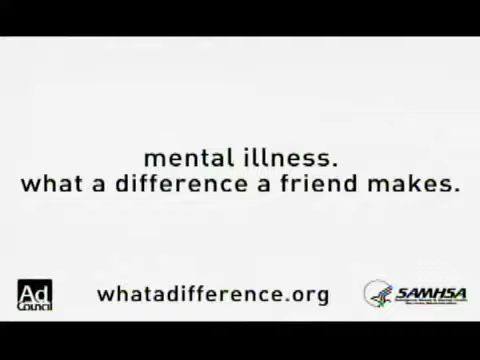 mental illness.
what a difference a friend makes.
Ad
Council
whatadifference.org
SAMHSA